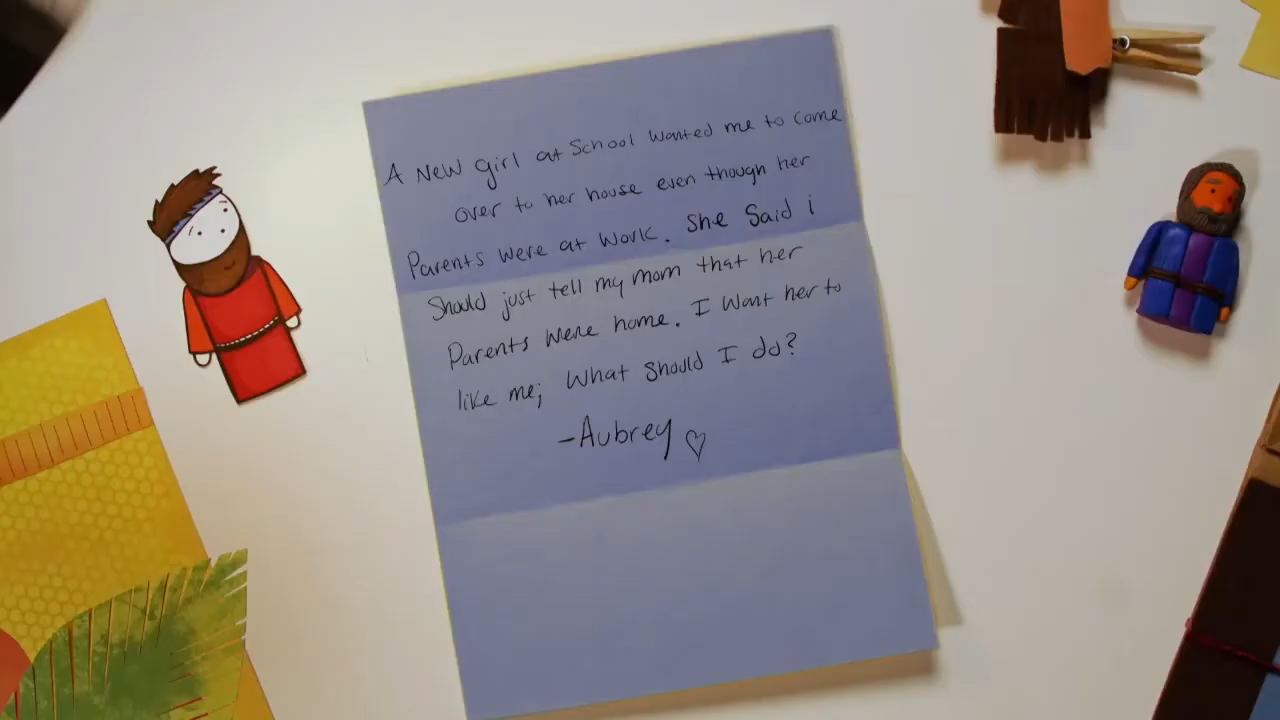 A New Girl at School Wanted me to Come
over to her house even though her
Parents were at Work. She Said i
Should just tell my mom that her
Parents were home. I Want her to
like me; What Should I do?
-Aubrey ♡